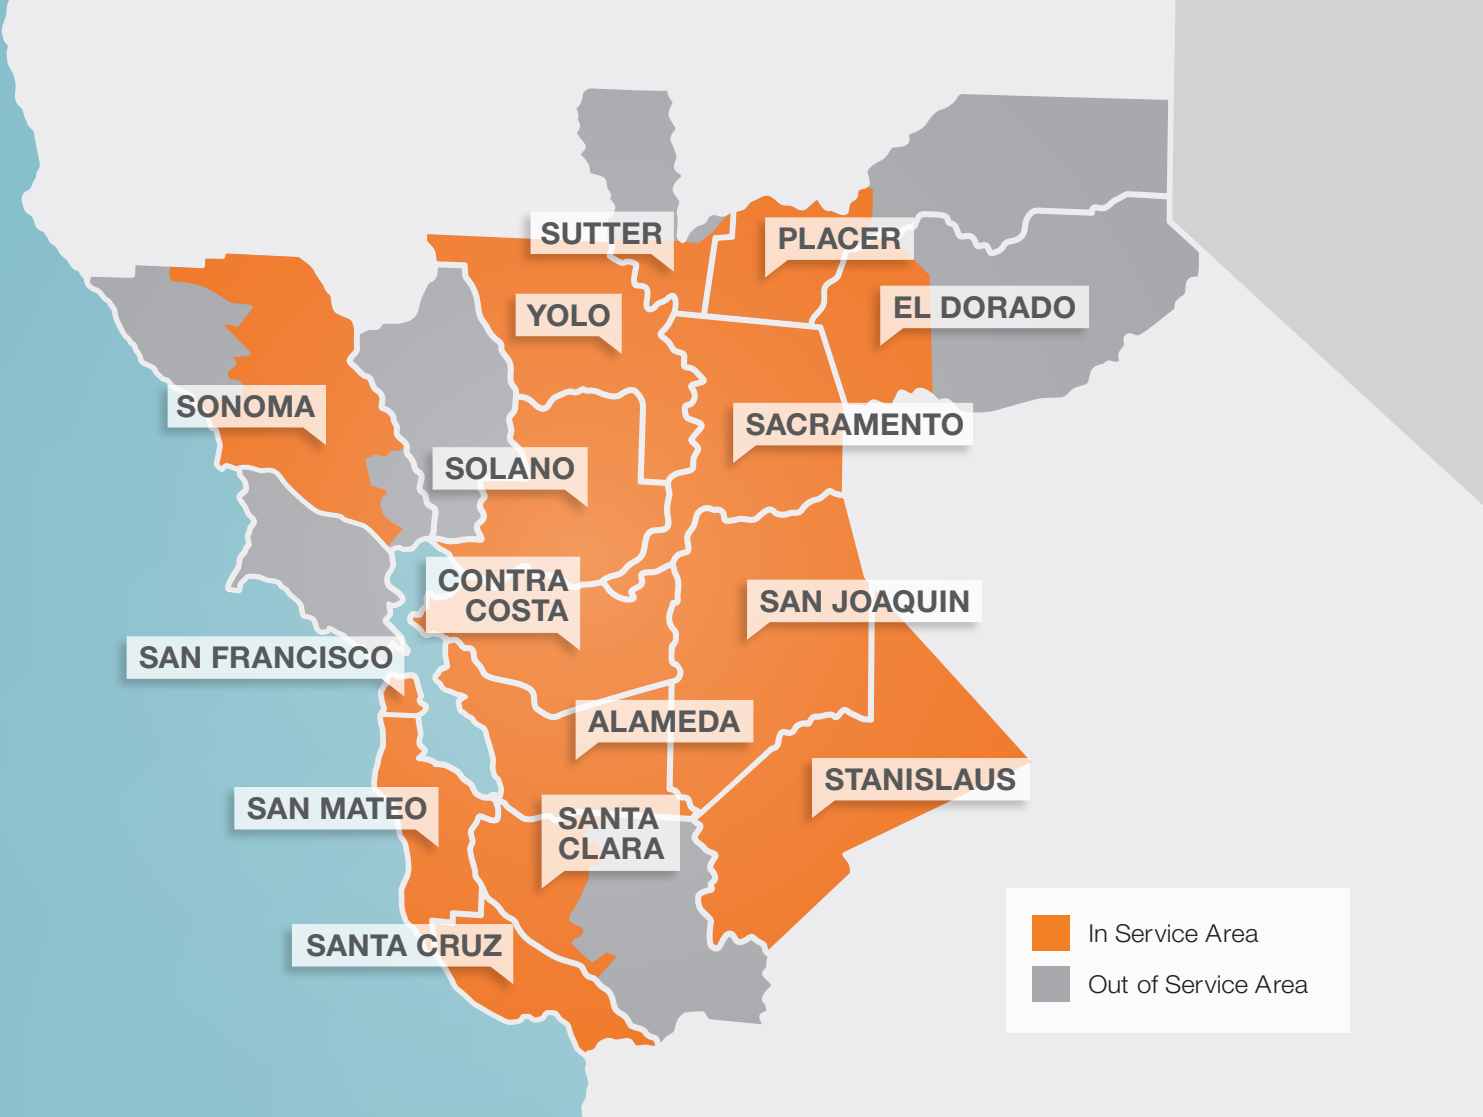 SUTTER
PLACER
YOLO
EL DORADO
SONOMA
SACRAMENTO
SOLANO
CONTRA
COSTA
SAN JOAQUIN
SAN FRANCISCO
ALAMEDA
STANISLAUS
SAN MATEO
SANTA
CLARA
SANTA CRUZ
In Service Area
Out of Service Area